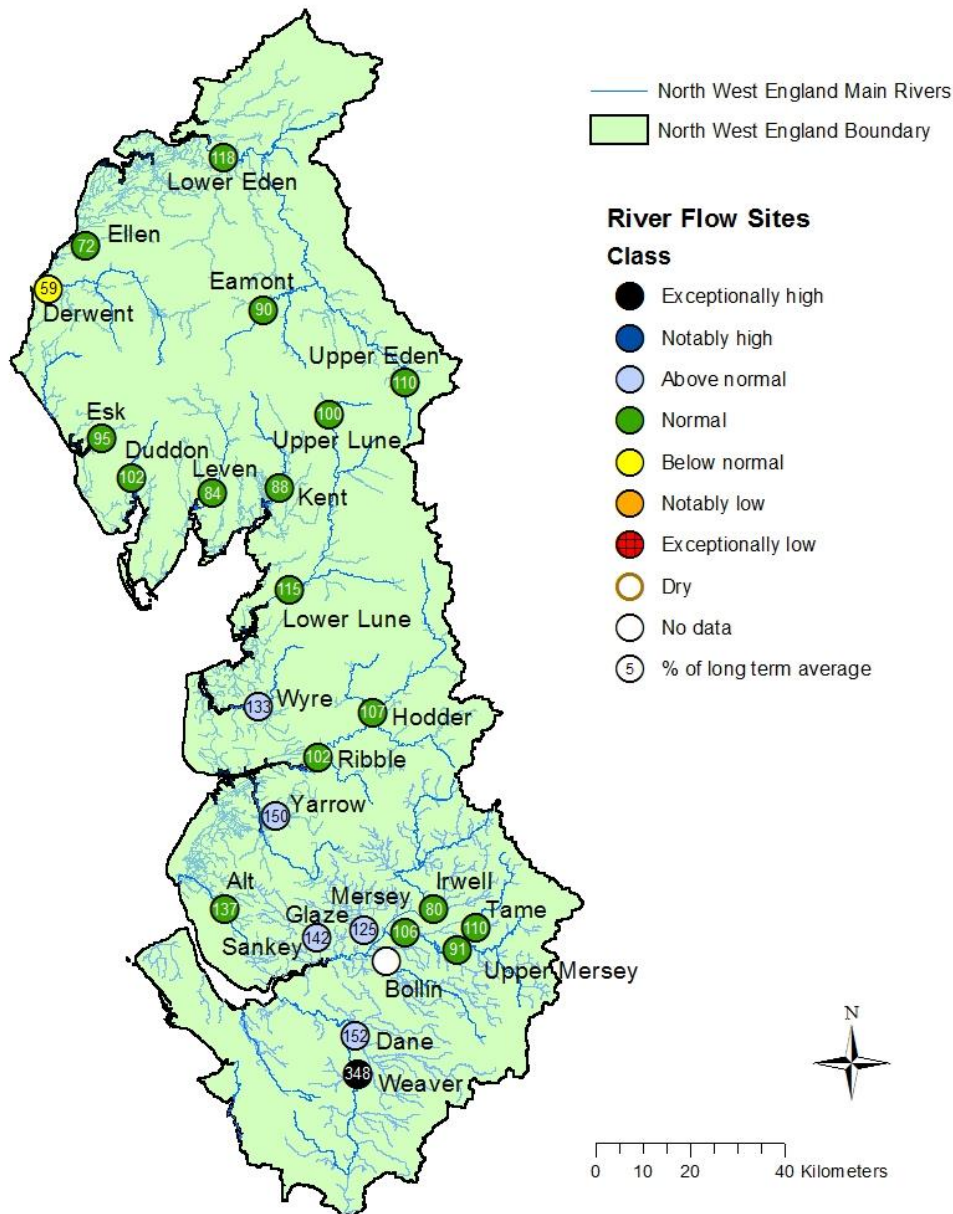 North West England Main Rivers
North West England Boundary
River Flow Sites
Class
Exceptionally high
Notably high
Above normal
Normal
Below normal
Notably low
Exceptionally low
Dry
No data
5 % of long term average
118
Lower Eden
72
Ellen
59
Derwent
Eamont
90
Upper Eden
110
100
Upper Lune
Esk
95
Duddon
102
Leven
84
88
Kent
115
Lower Lune
133
Wyre
107
Hodder
102
Ribble
150
Yarrow
Alt
137
Mersey
Glaze
Sankey
142
125
106
Irwell
80
Tame
110
91
Upper Mersey
Bollin
152
Dane
348
Weaver
N
0 10 20 40 Kilometers